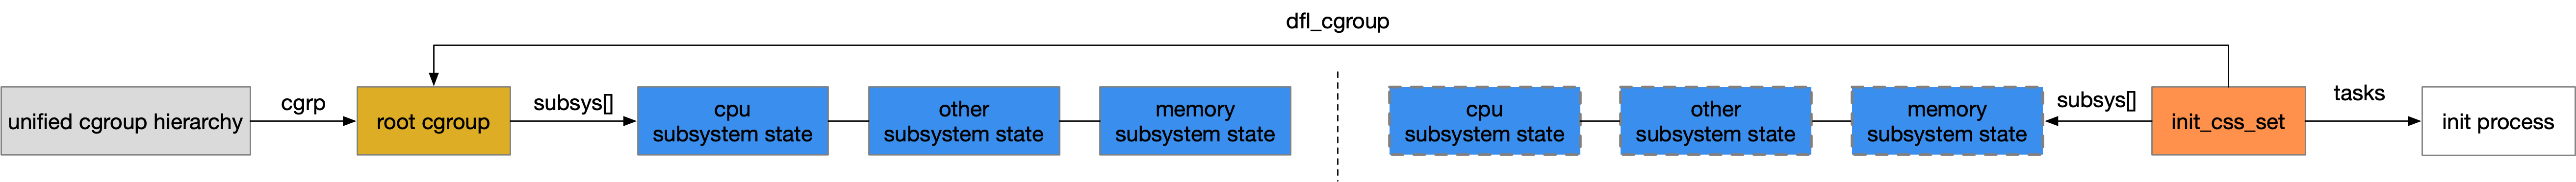 dfl_cgroup
unified cgroup hierarchy
cgrp
root cgroup
subsys[]
cpu
subsystem state
other
subsystem state
memory
subsystem state
cpu
subsystem state
other
subsystem state
memory
subsystem state
subsys[]
init_css_set
tasks
init process